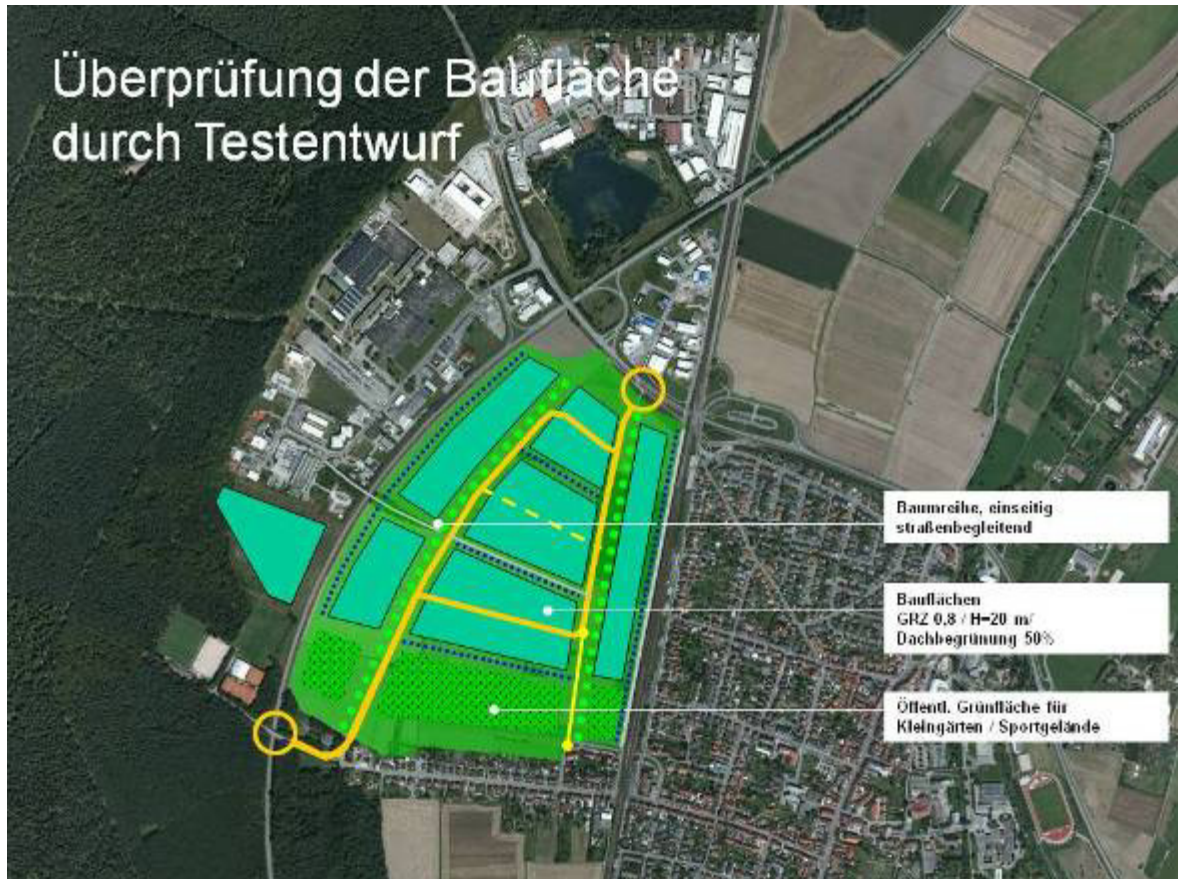 Überprüfung der Baufläche
durch Testentwurf
Baumreihe, einseitig
straßenbegleitend
Bauflächen
GRZ 0,8 / H=20 m/
Dachbegrünung 50%
Öffentl. Grünfläche für
Kleingärten / Sportgelände